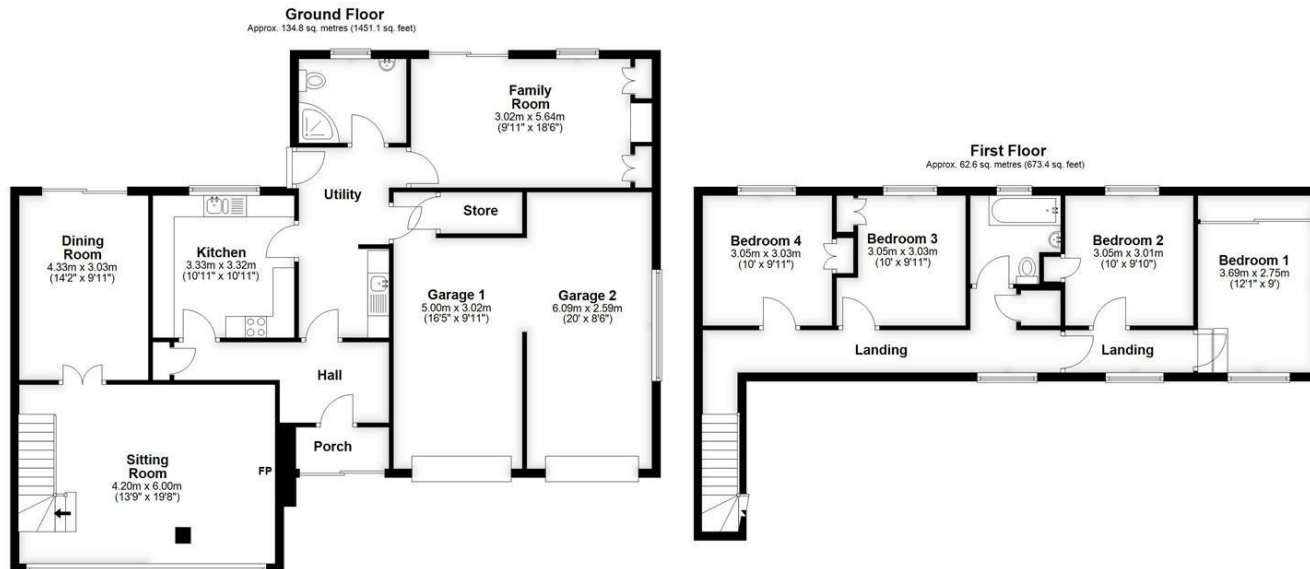 Ground Floor
Approx. 134.8 sq. metres (1451.1 sq. feet)
Family
Room
3.02m x 5.64m
(9'11" x 18'6")
Utility
Store
Dining
Room
4.33m x 3.03m
(14'2" x 9'11")
Kitchen
3.33m x 3.32m
(10'11" x 10'11")
Garage 1
5.00m x 3.02m
(16'5" x 9'11")
Garage 2
6.09m x 2.59m
(20' x 8'6")
Hall
Porch
Sitting
Room
4.20m x 6.00m
(13'9" x 19'8")
FP
First Floor
Approx. 62.6 sq. metres (673.4 sq. feet)
Bedroom 4
3.05m x 3.03m
(10' x 9'11")
Bedroom 3
3.05m x 3.03m
(10' x 9'11")
Bedroom 2
3.05m x 3.01m
(10' x 9'10")
Bedroom 1
3.69m x 2.75m
(12'1" x 9')
Landing
Landing